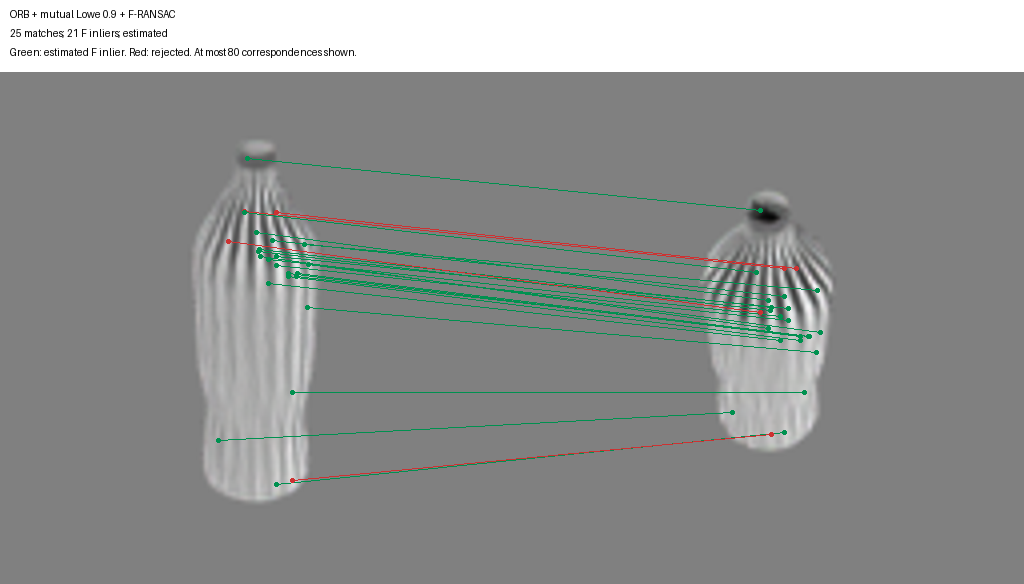 ORB + mutual Lowe 0.9 + F-RANSAC
25 matches; 21 F inliers; estimated
Green: estimated F inlier. Red: rejected. At most 80 correspondences shown.